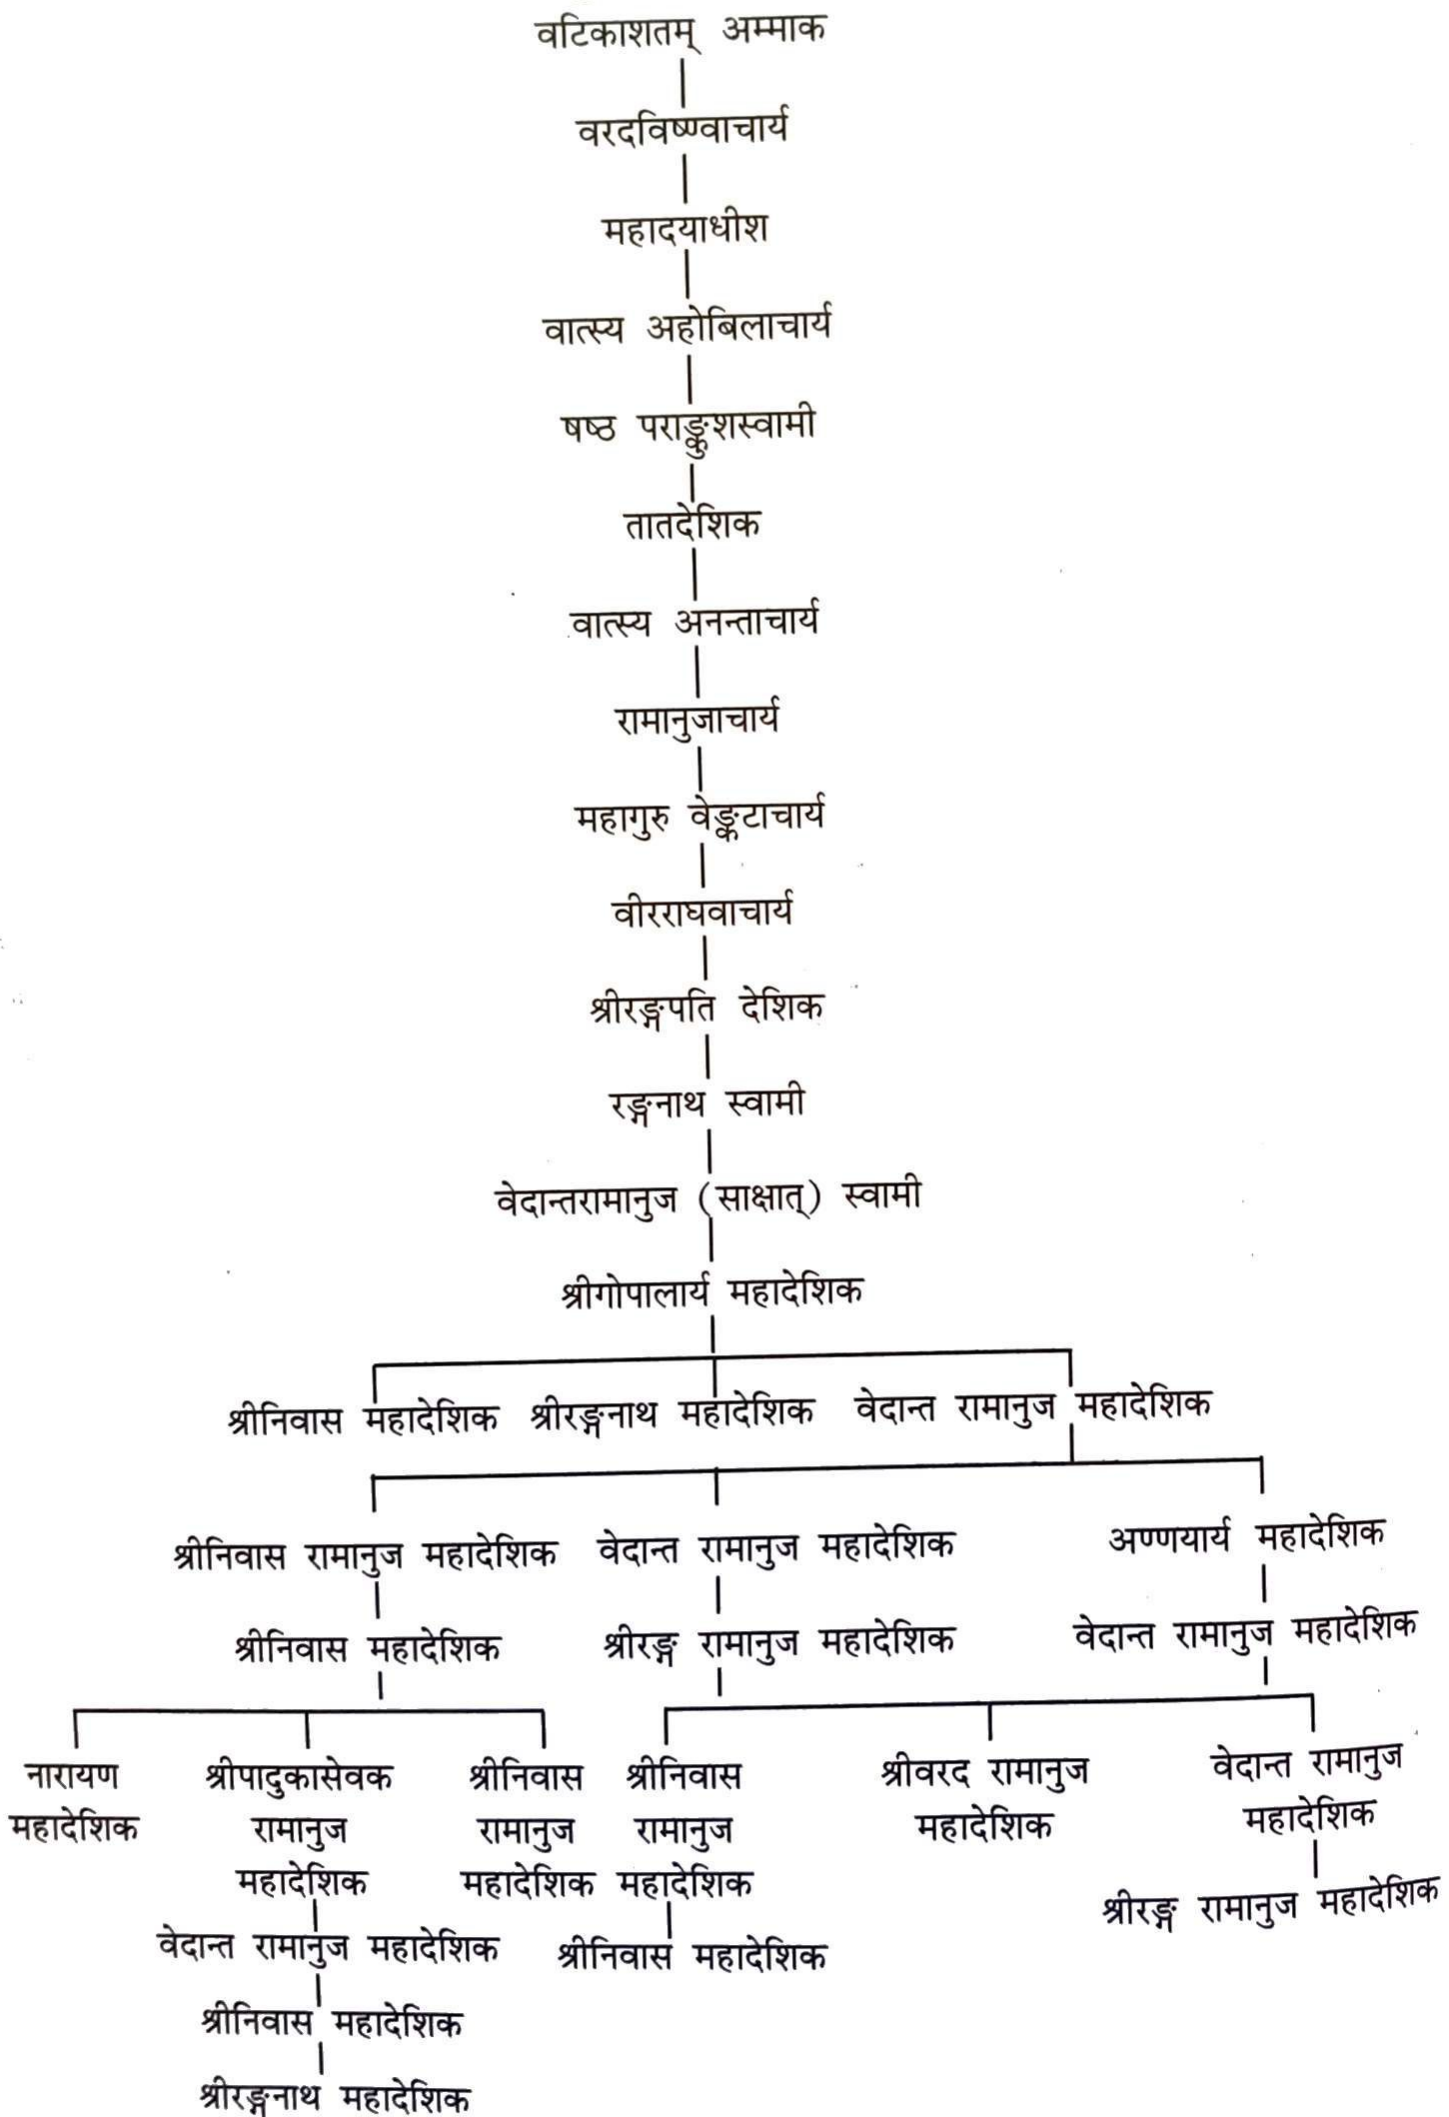 वटिकाशतम् अम्माक
वरदविष्ण्वाचार्य
महादयाधीश
वात्स्य अहोबिलाचार्य
षष्ठ पराङ्कुशस्वामी
तातदेशिक
वात्स्य अनन्ताचार्य
रामानुजाचार्य
महागुरु वेङ्कटाचार्य
वीरराघवाचार्य
श्रीरङ्गपति देशिक
रङ्गनाथ स्वामी
वेदान्तरामानुज (साक्षात्) स्वामी
श्रीगोपालार्य महादेशिक
श्रीनिवास महादेशिक श्रीरङ्गनाथ महादेशिक वेदान्त रामानुज महादेशिक
श्रीनिवास रामानुज महादेशिक वेदान्त रामानुज महादेशिक अण्णयार्य महादेशिक
श्रीनिवास महादेशिक श्रीरङ्ग रामानुज महादेशिक वेदान्त रामानुज महादेशिक
नारायण श्रीपादुकासेवक श्रीनिवास श्रीनिवास श्रीवरद रामानुज वेदान्त रामानुज
महादेशिक रामानुज रामानुज रामानुज महादेशिक महादेशिक
महादेशिक महादेशिक महादेशिक श्रीरङ्ग रामानुज महादेशिक
वेदान्त रामानुज महादेशिक श्रीनिवास महादेशिक
श्रीनिवास महादेशिक
श्रीरङ्गनाथ महादेशिक